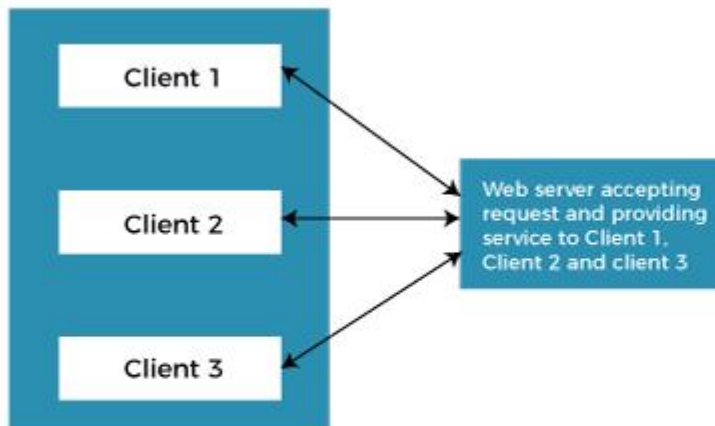 Client 1
Client 2
Client 3
Web server accepting
request and providing
service to Client 1,
Client 2 and client 3